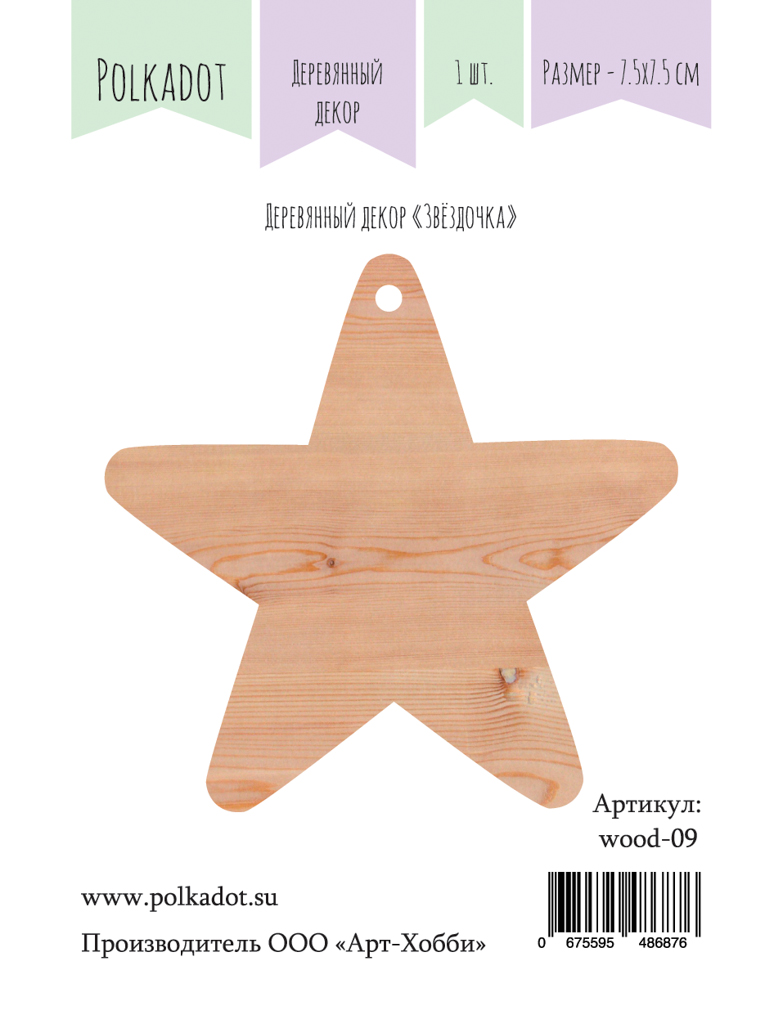 Polkadot
Деревянный
декор
1 шт.
Размер - 7.5х7.5 см
Деревянный декор «Звёздочка»
Артикул:
wood-09
www.polkadot.su
Производитель ООО «Арт-Хобби»
0 675595 486876